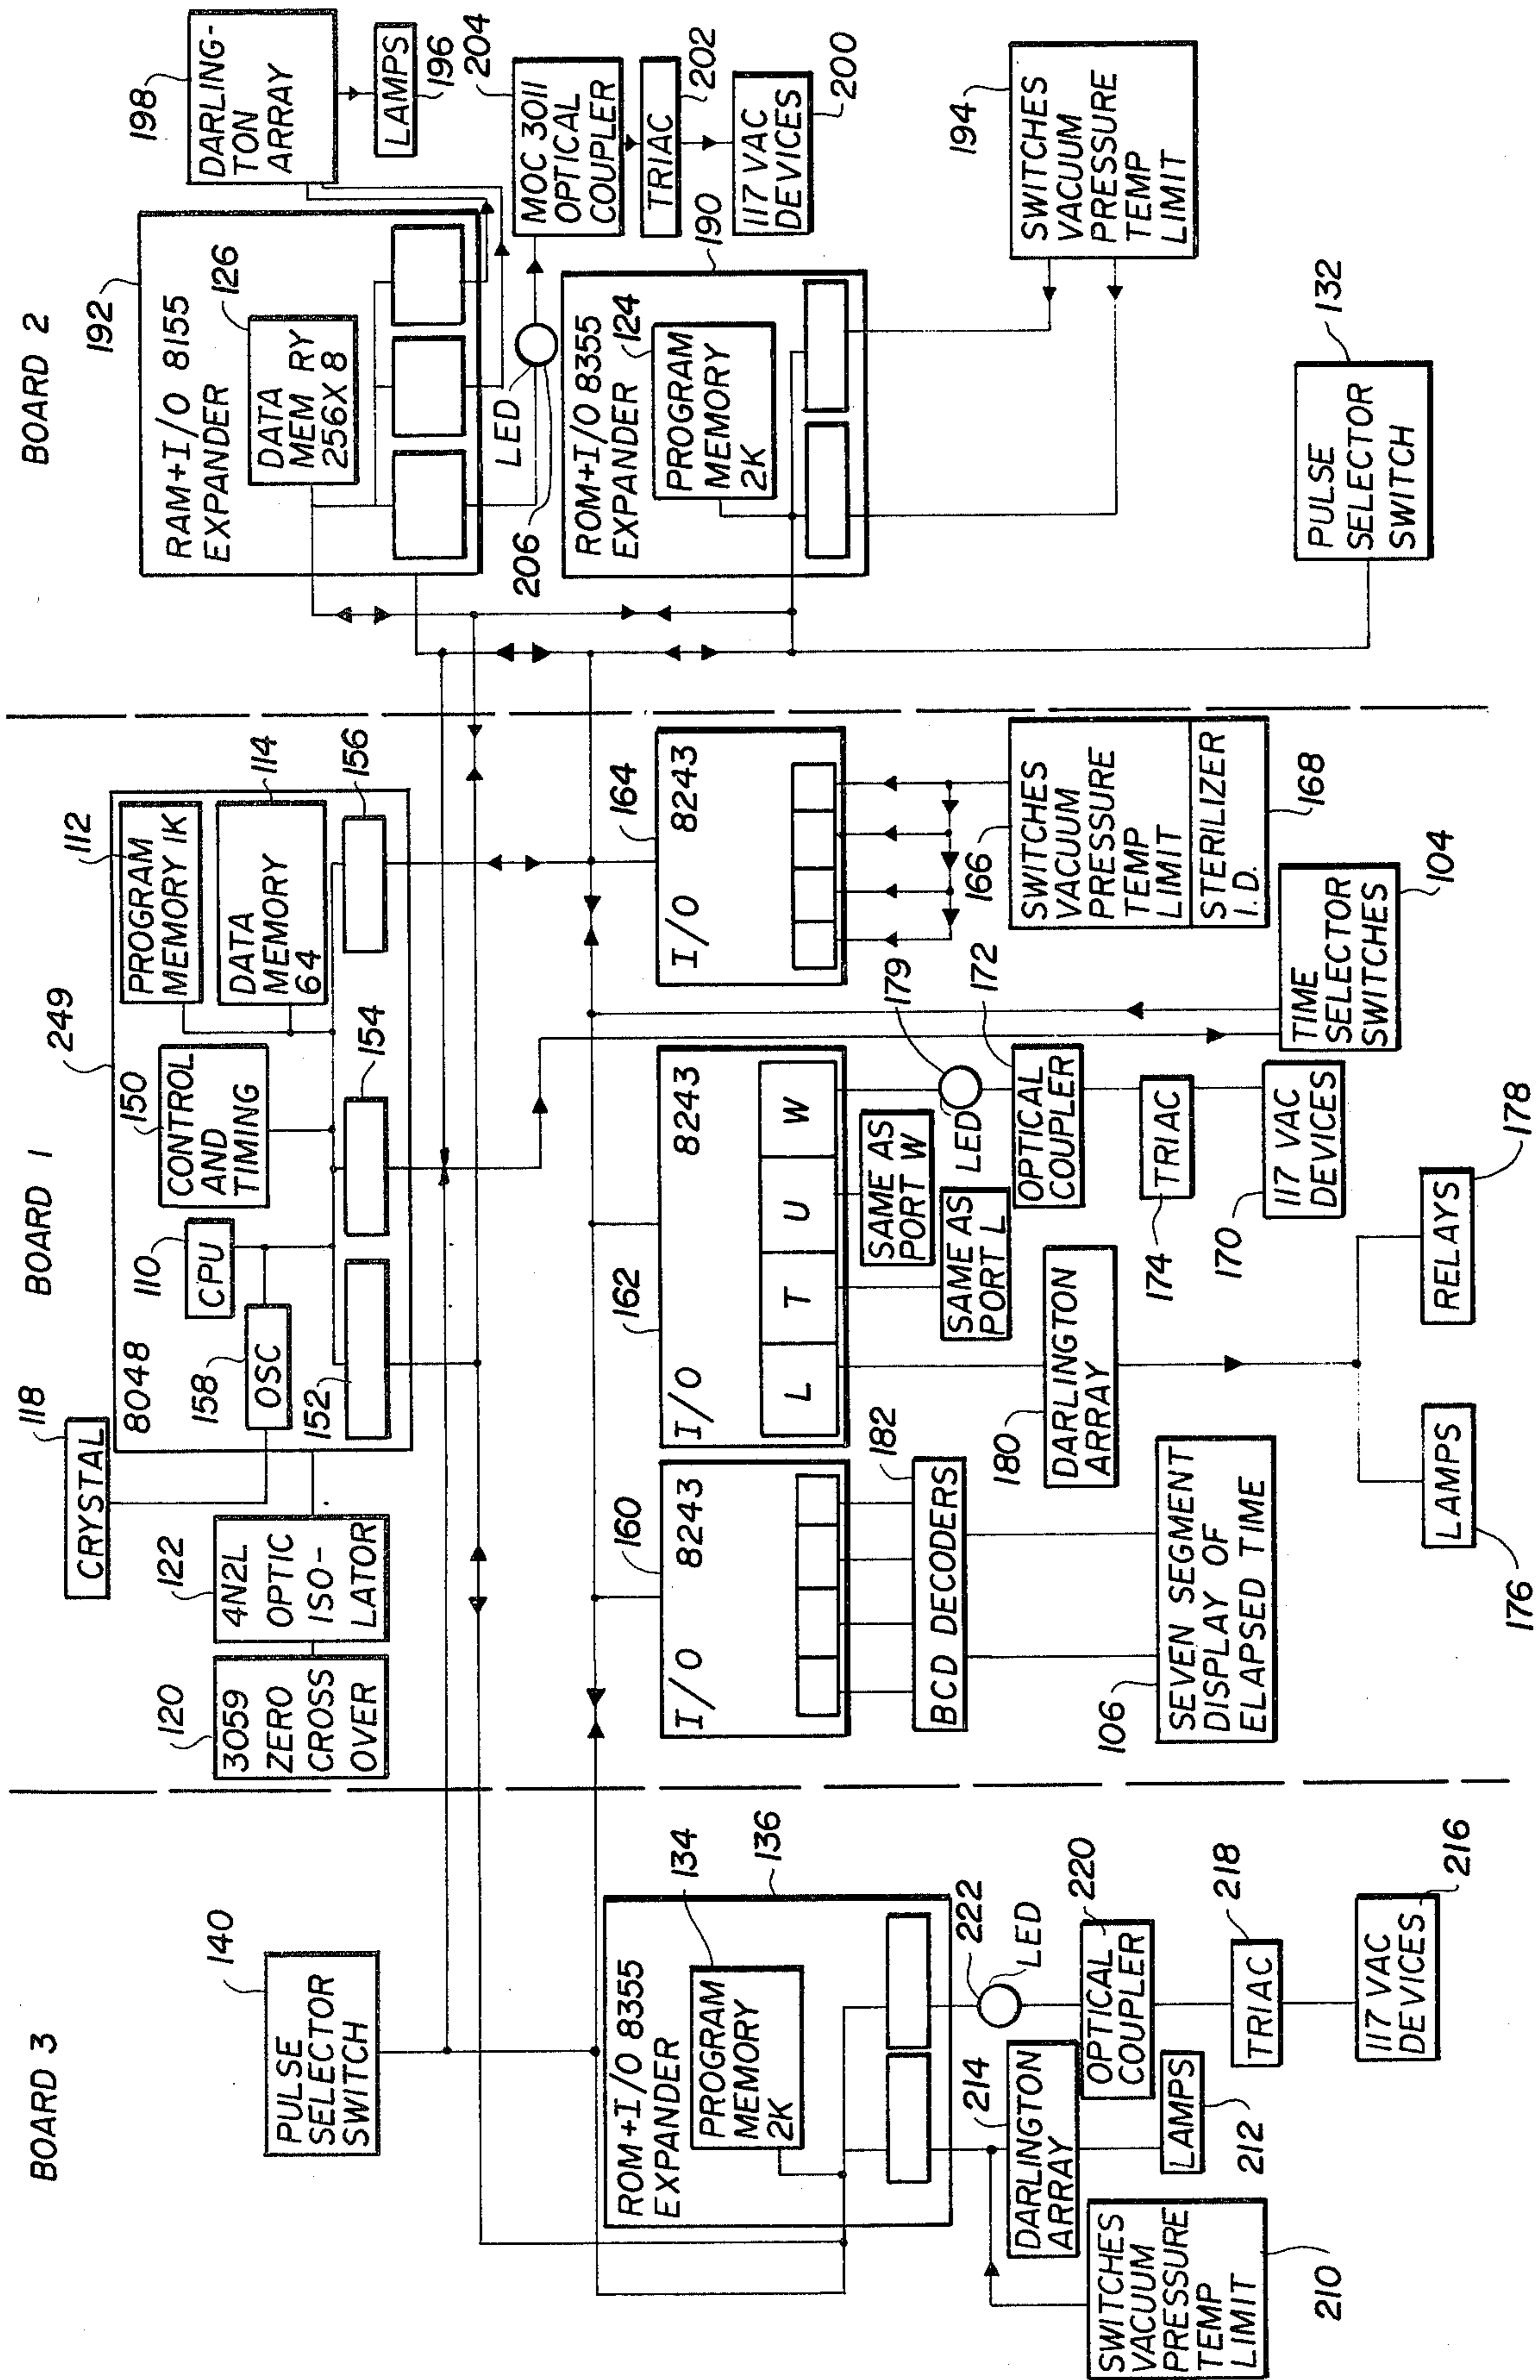 BOARD 3
140
PULSE
SELECTOR
SWITCH
ROM+I/O 8355
EXPANDER
134
136
PROGRAM
MEMORY
2K
222
LED
214
DARLINGTON
ARRAY
220
OPTICAL
COUPLER
LAMPS
212
218
TRIAC
216
117 VAC
DEVICES
SWITCHES
VACUUM
PRESSURE
TEMP
LIMIT
210
BOARD 1
118
CRYSTAL
120
3059
ZERO
CROSS
OVER
122
4N2L
OPTIC
ISO-
LATOR
249
8048
158
OSC
110
CPU
150
CONTROL
AND
TIMING
112
PROGRAM
MEMORY 1K
114
DATA
MEMORY
64
152
154
156
160
I/O 8243
182
BCD DECODERS
106
SEVEN SEGMENT
DISPLAY OF
ELAPSED TIME
162
I/O 8243
L T U W
SAME AS
PORT W
SAME AS
PORT L
179
LED
172
OPTICAL
COUPLER
174
TRIAC
170
117 VAC
DEVICES
180
DARLINGTON
ARRAY
LAMPS
176
RELAYS
178
164
I/O 8243
166
SWITCHES
VACUUM
PRESSURE
TEMP
LIMIT
STERILIZER
I.D.
168
TIME
SELECTOR
SWITCHES
104
BOARD 2
192
RAM+I/O 8155
EXPANDER
126
DATA
MEM RY
256X8
198
DARLING-
TON
ARRAY
LAMPS
196
LED
206
204
MOC 3011
OPTICAL
COUPLER
TRIAC
202
117 VAC
DEVICES
200
190
ROM+I/O 8355
EXPANDER
124
PROGRAM
MEMORY
2K
194
SWITCHES
VACUUM
PRESSURE
TEMP
LIMIT
132
PULSE
SELECTOR
SWITCH